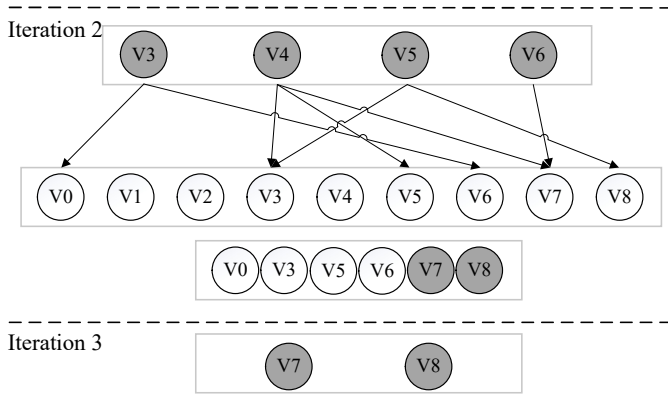 Iteration 2
V3 V4 V5 V6
V0 V1 V2 V3 V4 V5 V6 V7 V8
V0 V3 V5 V6 V7 V8
Iteration 3
V7 V8